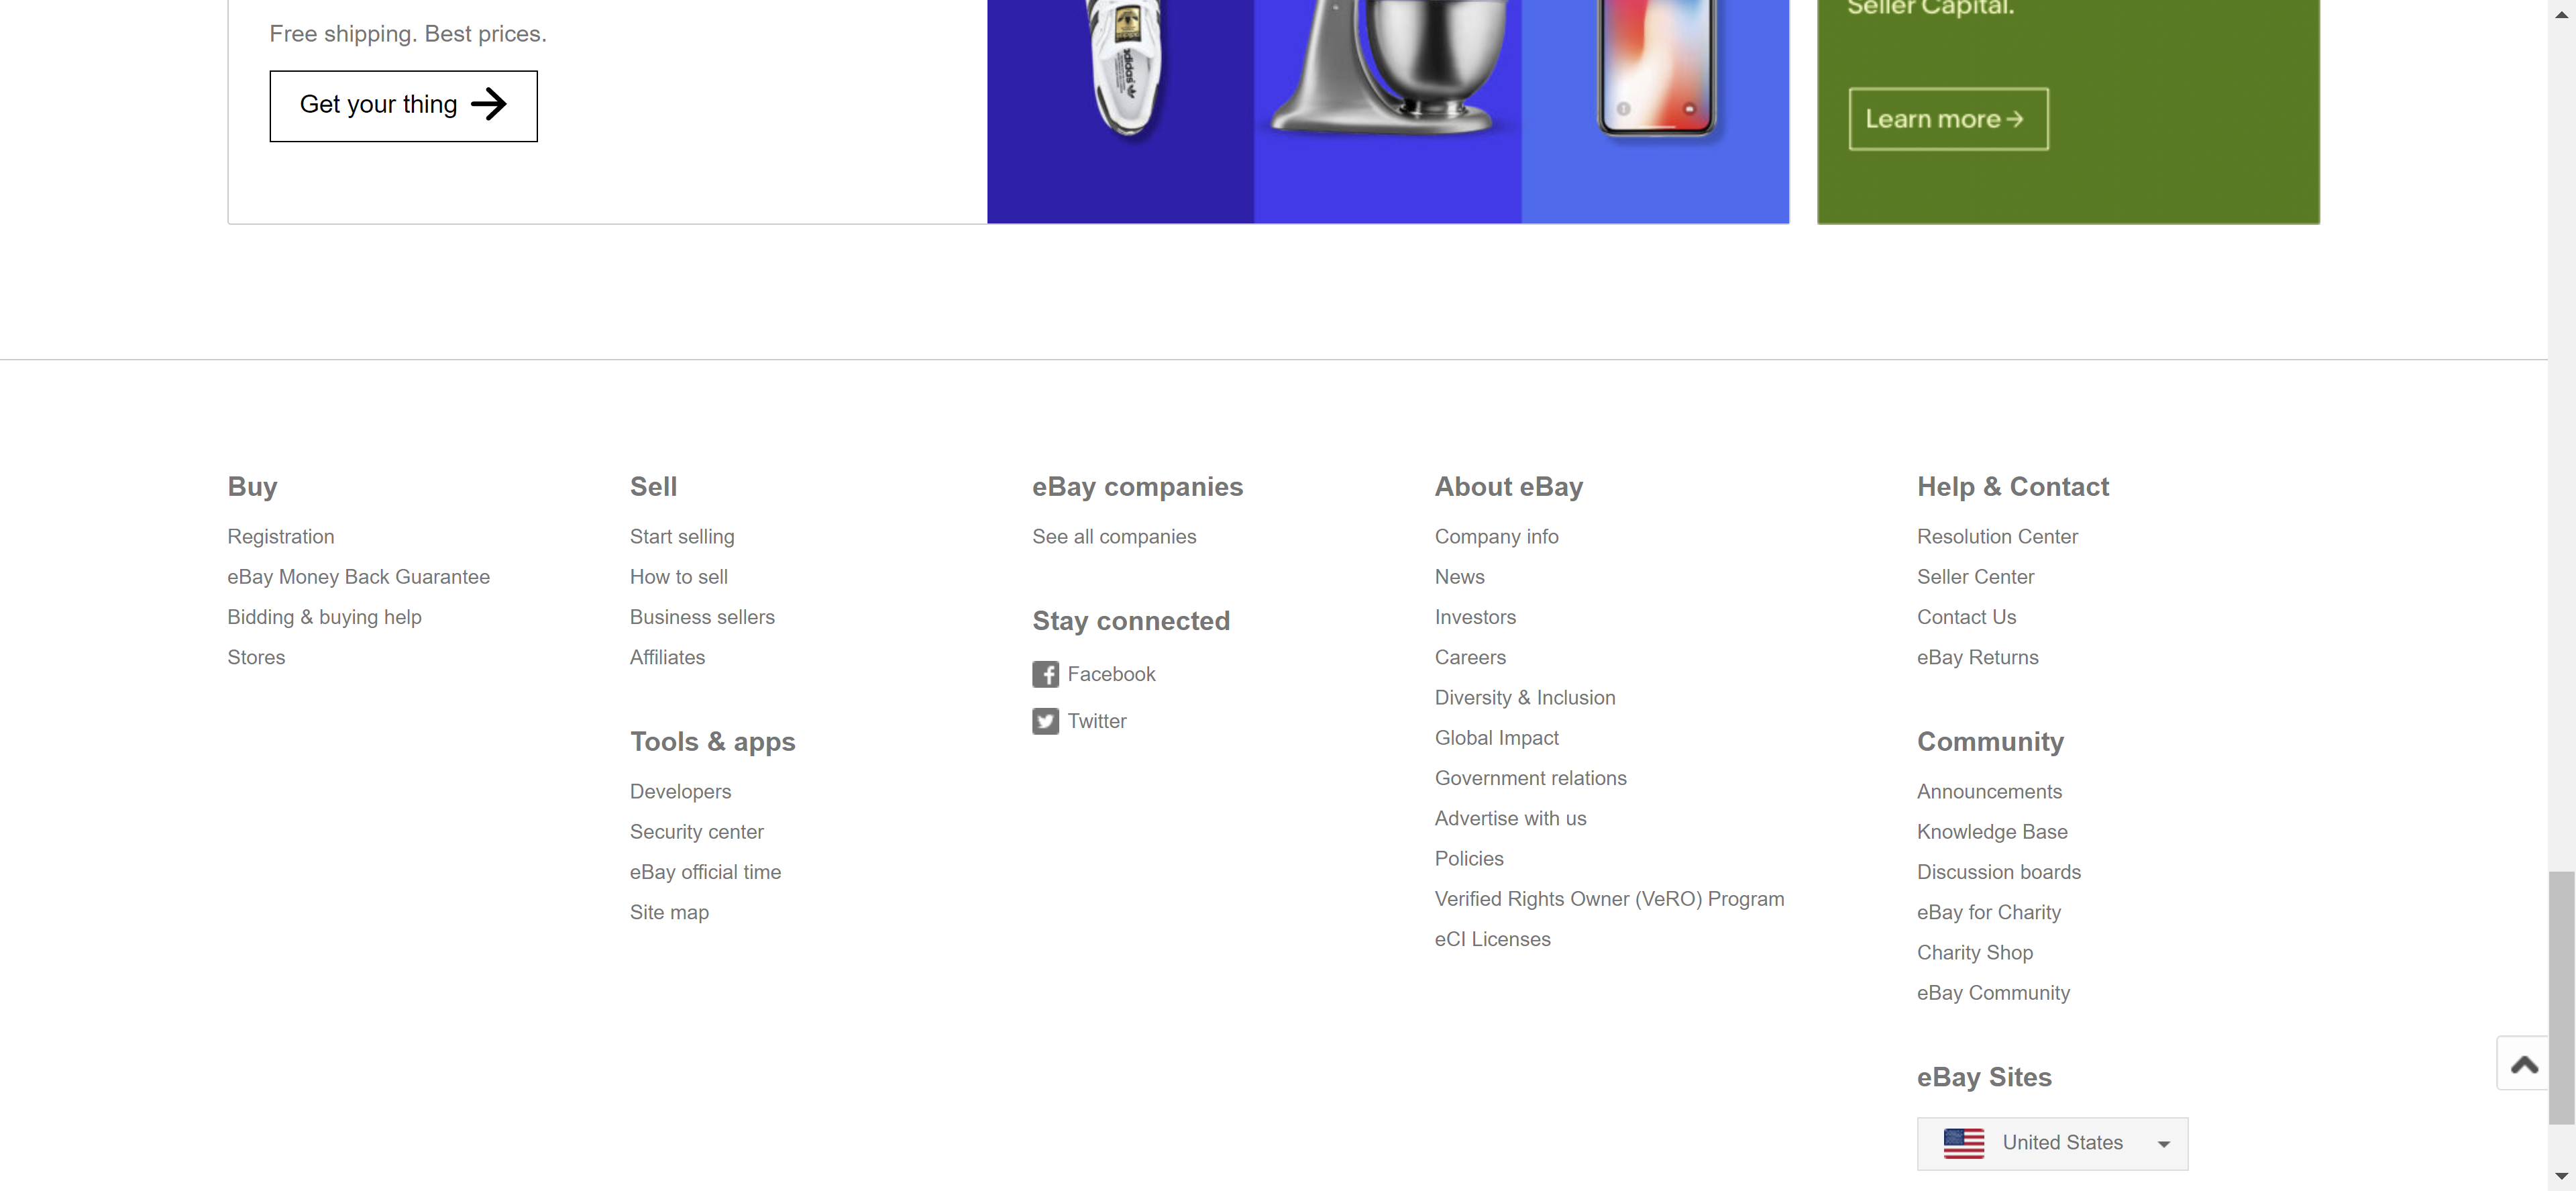 Free shipping. Best prices.
Get your thing
adidas
Seller Capital.
Learn more
Buy
Registration
eBay Money Back Guarantee
Bidding & buying help
Stores
Sell
Start selling
How to sell
Business sellers
Affiliates
Tools & apps
Developers
Security center
eBay official time
Site map
eBay companies
See all companies
Stay connected
Facebook
Twitter
About eBay
Company info
News
Investors
Careers
Diversity & Inclusion
Global Impact
Government relations
Advertise with us
Policies
Verified Rights Owner (VeRO) Program
eCI Licenses
Help & Contact
Resolution Center
Seller Center
Contact Us
eBay Returns
Community
Announcements
Knowledge Base
Discussion boards
eBay for Charity
Charity Shop
eBay Community
eBay Sites
United States